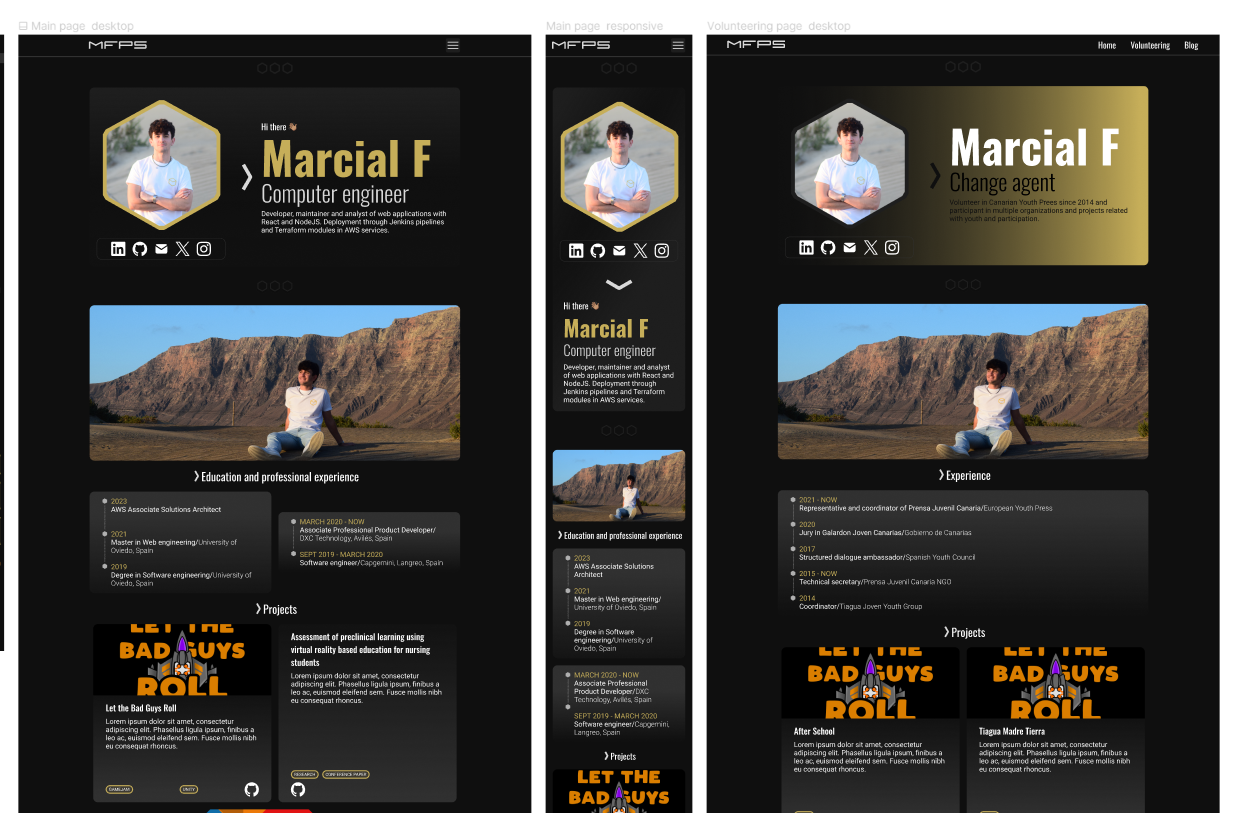 Main page desktop
MFPS
Hi there 👋🏽
Marcial F
Computer engineer
Developer, maintainer and analyst of web applications with
React and NodeJS. Deployment through Jenkins pipelines
and Terraform modules in AWS services.
Education and professional experience
2023
AWS Associate Solutions Architect
2021
Master in Web engineering/University of
Oviedo, Spain
2019
Degree in Software engineering/University of
Oviedo, Spain
MARCH 2020 - NOW
Associate Professional Product Developer/
DXC Technology, Avilés, Spain
SEPT 2019 - MARCH 2020
Software engineer/Capgemini, Langreo, Spain
Projects
LET THE
BAD GUYS
ROLL
Let the Bad Guys Roll
Lorem ipsum dolor sit amet, consectetur
adipiscing elit. Phasellus ligula ipsum, finibus a
leo ac, euismod eleifend sem. Fusce mollis nibh
eu consequat rhoncus.
GAMEJAM
UNITY
Assessment of preclinical learning using
virtual reality based education for nursing
students
Lorem ipsum dolor sit amet, consectetur
adipiscing elit. Phasellus ligula ipsum, finibus a
leo ac, euismod eleifend sem. Fusce mollis nibh
eu consequat rhoncus.
RESEARCH
CONFERENCE PAPER
Main page responsive
MFPS
Hi there 👋🏽
Marcial F
Computer engineer
Developer, maintainer and analyst
of web applications with React and
NodeJS. Deployment through
Jenkins pipelines and Terraform
modules in AWS services.
Education and professional experience
2023
AWS Associate Solutions
Architect
2021
Master in Web engineering/
University of Oviedo, Spain
2019
Degree in Software
engineering/University of
Oviedo, Spain
MARCH 2020 - NOW
Associate Professional
Product Developer/DXC
Technology, Avilés, Spain
SEPT 2019 - MARCH 2020
Software engineer/Capgemini,
Langreo, Spain
Projects
LET THE
BAD GUYS
Volunteering page desktop
MFPS
Home
Volunteering
Blog
Marcial F
Change agent
Volunteer in Canarian Youth Press since 2014 and
participant in multiple organizations and projects related
with youth and participation.
Experience
2021 - NOW
Representative and coordinator of Prensa Juvenil Canaria/European Youth Press
2020
Jury in Galardon Joven Canarias/Gobierno de Canarias
2017
Structured dialogue ambassador/Spanish Youth Council
2015 - NOW
Technical secretary/Prensa Juvenil Canaria NGO
2014
Coordinator/Tiagua Joven Youth Group
Projects
LET THE
BAD GUYS
ROLL
After School
Lorem ipsum dolor sit amet, consectetur
adipiscing elit. Phasellus ligula ipsum, finibus a
leo ac, euismod eleifend sem. Fusce mollis nibh
eu consequat rhoncus.
LET THE
BAD GUYS
ROLL
Tiagua Madre Tierra
Lorem ipsum dolor sit amet, consectetur
adipiscing elit. Phasellus ligula ipsum, finibus a
leo ac, euismod eleifend sem. Fusce mollis nibh
eu consequat rhoncus.